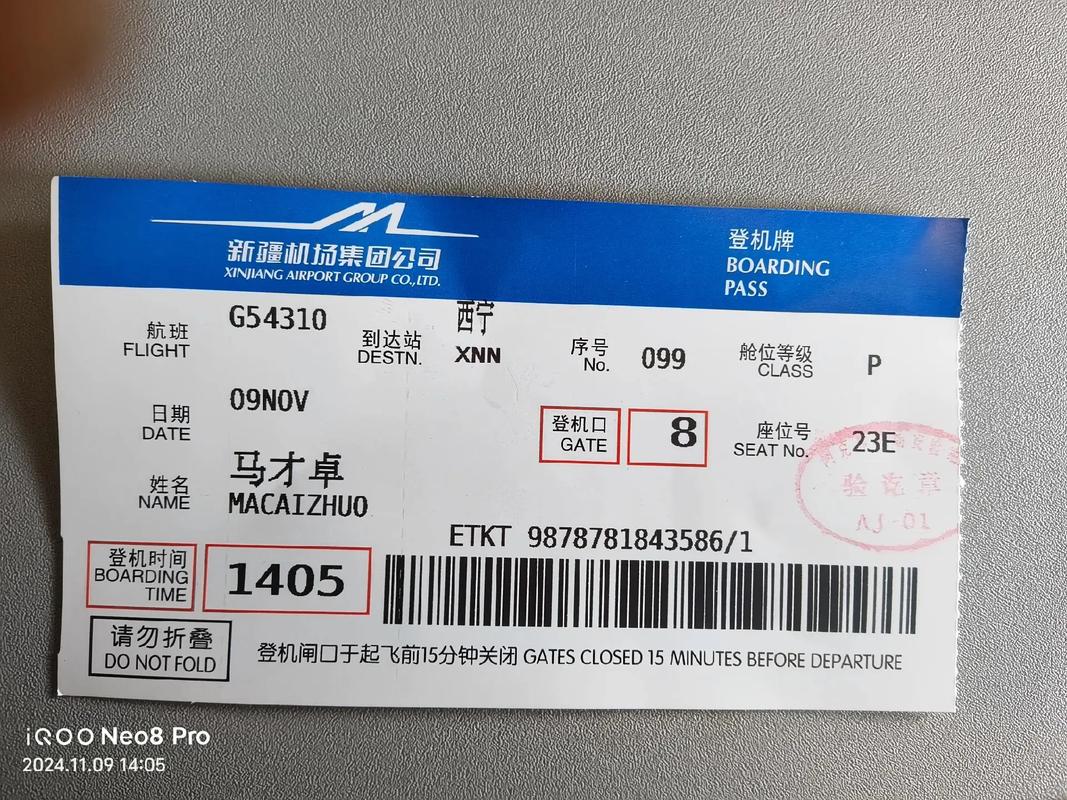 新疆机场集团公司
XINJIANG AIRPORT GROUP CO.,LTD.
登机牌
BOARDING
PASS
航班
FLIGHT
G54310
到达站
DESTN.
西宁
XNN
序号
No.
099
舱位等级
CLASS
P
日期
DATE
09NOV
登机口
GATE
8
座位号
SEAT No.
23E
姓名
NAME
马才卓
MACAIZHUO
验讫章
AJ-01
ETKT 9878781843586/1
登机时间
BOARDING
TIME
1405
请勿折叠
DO NOT FOLD
登机闸口于起飞前15分钟关闭 GATES CLOSED 15 MINUTES BEFORE DEPARTURE
iQOO Neo8 Pro
2024.11.09 14:05